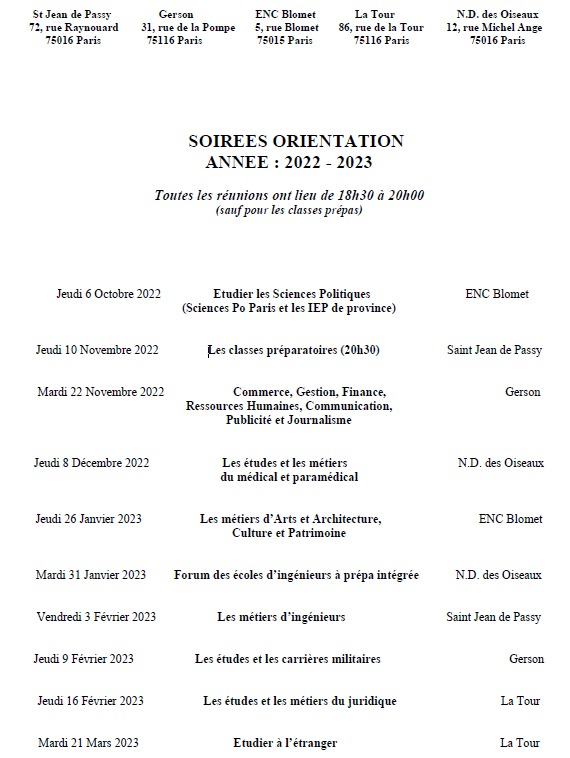 St Jean de Passy Gerson ENC Blomet La Tour N.D. des Oiseaux
72, rue Raynouard 31, rue de la Pompe 5, rue Blomet 86, rue de la Tour 12, rue Michel Ange
75016 Paris 75116 Paris 75015 Paris 75116 Paris 75016 Paris
SOIREES ORIENTATION
ANNEE : 2022 - 2023
Toutes les réunions ont lieu de 18h30 à 20h00
(sauf pour les classes prépas)
Jeudi 6 Octobre 2022 Etudier les Sciences Politiques ENC Blomet
(Sciences Po Paris et les IEP de province)
Jeudi 10 Novembre 2022 Les classes préparatoires (20h30) Saint Jean de Passy
Mardi 22 Novembre 2022 Commerce, Gestion, Finance, Gerson
Ressources Humaines, Communication,
Publicité et Journalisme
Jeudi 8 Décembre 2022 Les études et les métiers N.D. des Oiseaux
du médical et paramédical
Jeudi 26 Janvier 2023 Les métiers d'Arts et Architecture, ENC Blomet
Culture et Patrimoine
Mardi 31 Janvier 2023 Forum des écoles d'ingénieurs à prépa intégrée N.D. des Oiseaux
Vendredi 3 Février 2023 Les métiers d'ingénieurs Saint Jean de Passy
Jeudi 9 Février 2023 Les études et les carrières militaires Gerson
Jeudi 16 Février 2023 Les études et les métiers du juridique La Tour
Mardi 21 Mars 2023 Etudier à l'étranger La Tour